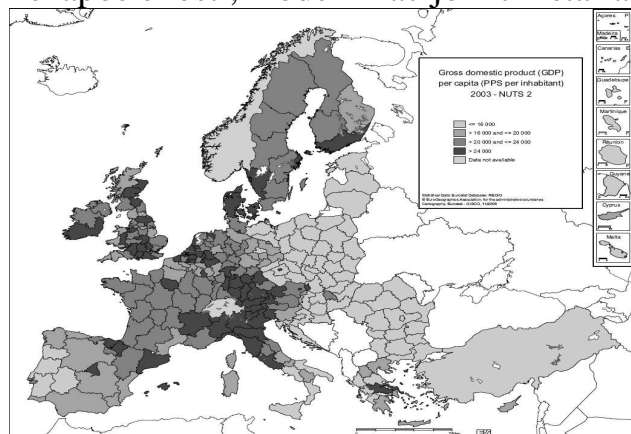 Gross domestic product (GDP)
per capita (PPS per inhabitant)
2003 - NUTS 2
<= 16 000
> 16 000 and <= 20 000
> 20 000 and <= 24 000
> 24 000
Data not available
Statistical Data: Eurostat Database: REGIO
© EuroGeographics Association, for the administrative boundaries
Cartography: Eurostat - GISCO, 11/2006
Açores P
Madeira
Canarias E
Guadeloupe
Martinique
Réunion
Guyane
Cyprus
Malta